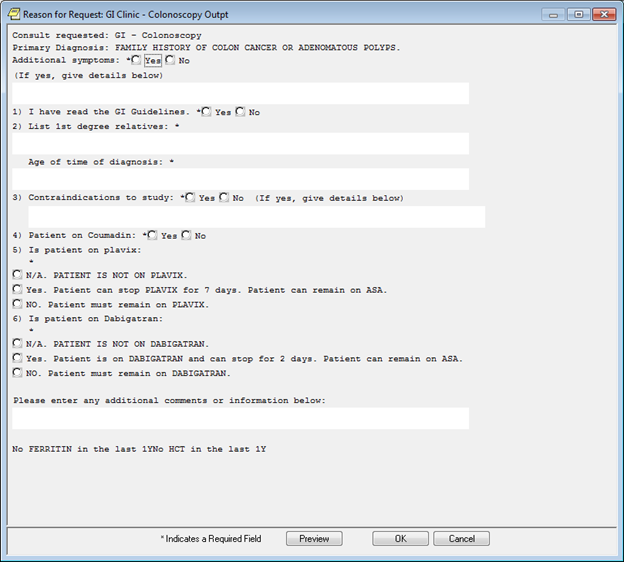 Reason for Request: GI Clinic - Colonoscopy Outpt
Consult requested: GI - Colonoscopy
Primary Diagnosis: FAMILY HISTORY OF COLON CANCER OR ADENOMATOUS POLYPS.
Additional symptoms: * Yes No
(If yes, give details below)
1) I have read the GI Guidelines. * Yes No
2) List 1st degree relatives: *
Age of time of diagnosis: *
3) Contraindications to study: * Yes No (If yes, give details below)
4) Patient on Coumadin: * Yes No
5) Is patient on plavix:
*
N/A. PATIENT IS NOT ON PLAVIX.
Yes. Patient can stop PLAVIX for 7 days. Patient can remain on ASA.
NO. Patient must remain on PLAVIX.
6) Is patient on Dabigatran:
*
N/A. PATIENT IS NOT ON DABIGATRAN.
Yes. Patient is on DABIGATRAN and can stop for 2 days. Patient can remain on ASA.
NO. Patient must remain on DABIGATRAN.
Please enter any additional comments or information below:
No FERRITIN in the last 1YNo HCT in the last 1Y
* Indicates a Required Field Preview OK Cancel